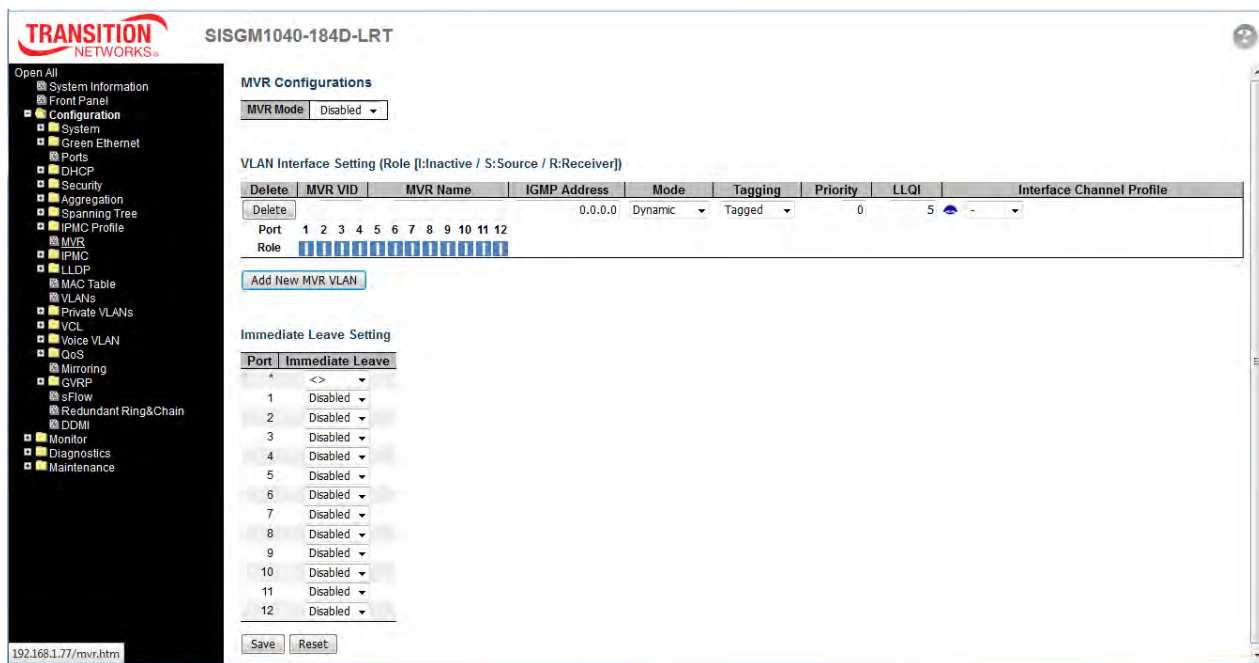 TRANSITION
NETWORKS®
SISGM1040-184D-LRT
?
Open All
System Information
Front Panel
Configuration
System
Green Ethernet
Ports
DHCP
Security
Aggregation
Spanning Tree
IPMC Profile
MVR
IPMC
LLDP
MAC Table
VLANs
Private VLANs
VCL
Voice VLAN
QoS
Mirroring
GVRP
sFlow
Redundant Ring&Chain
DDMI
Monitor
Diagnostics
Maintenance
192.168.1.77/mvr.htm
MVR Configurations
MVR Mode Disabled
VLAN Interface Setting (Role [I:Inactive / S:Source / R:Receiver])
Delete MVR VID MVR Name IGMP Address Mode Tagging Priority LLQI Interface Channel Profile
Delete 0.0.0.0 Dynamic Tagged 0 5 -
Port 1 2 3 4 5 6 7 8 9 10 11 12
Role I I I I I I I I I I I I
Add New MVR VLAN
Immediate Leave Setting
Port Immediate Leave
* <>
1 Disabled
2 Disabled
3 Disabled
4 Disabled
5 Disabled
6 Disabled
7 Disabled
8 Disabled
9 Disabled
10 Disabled
11 Disabled
12 Disabled
Save Reset